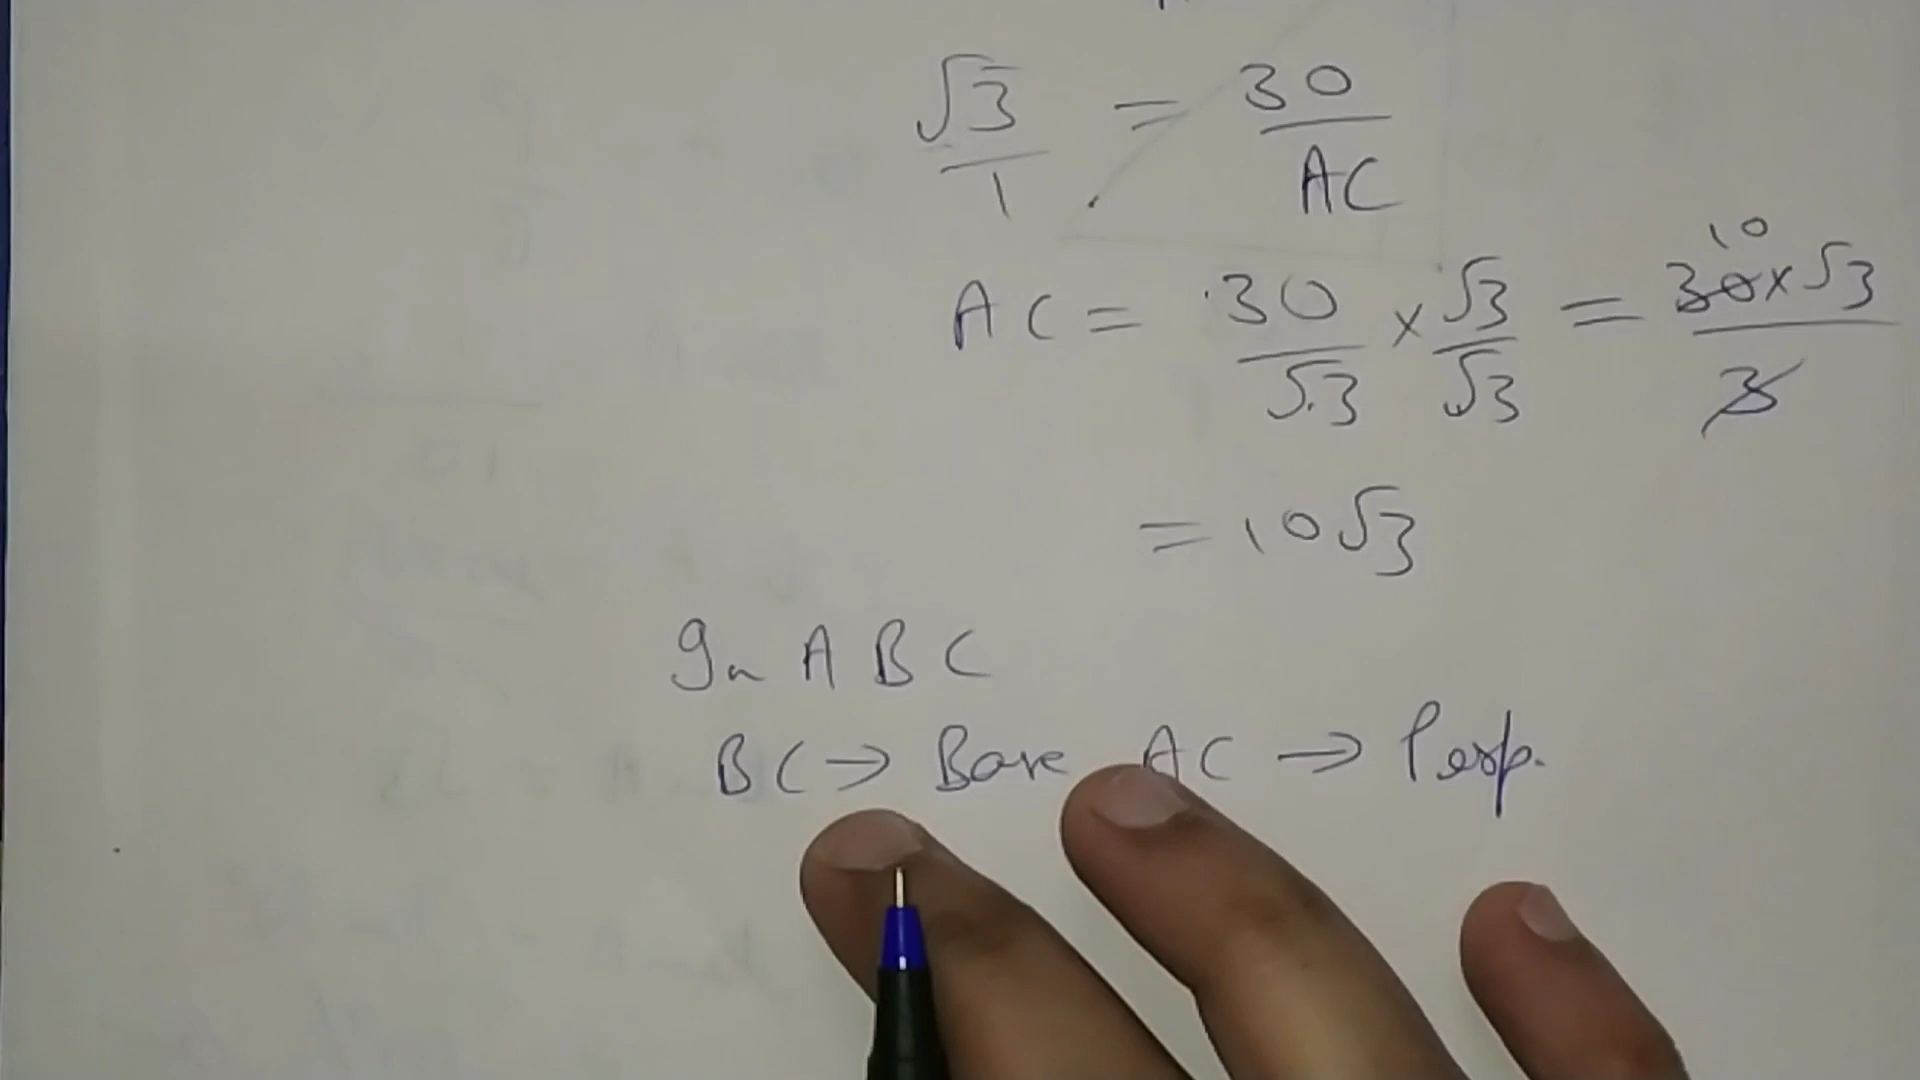 √3/1 = 30/AC
AC = 30/√3 × √3/√3 = 30×√3/3
10
= 10√3
In A B C
BC → Base AC → Perp.